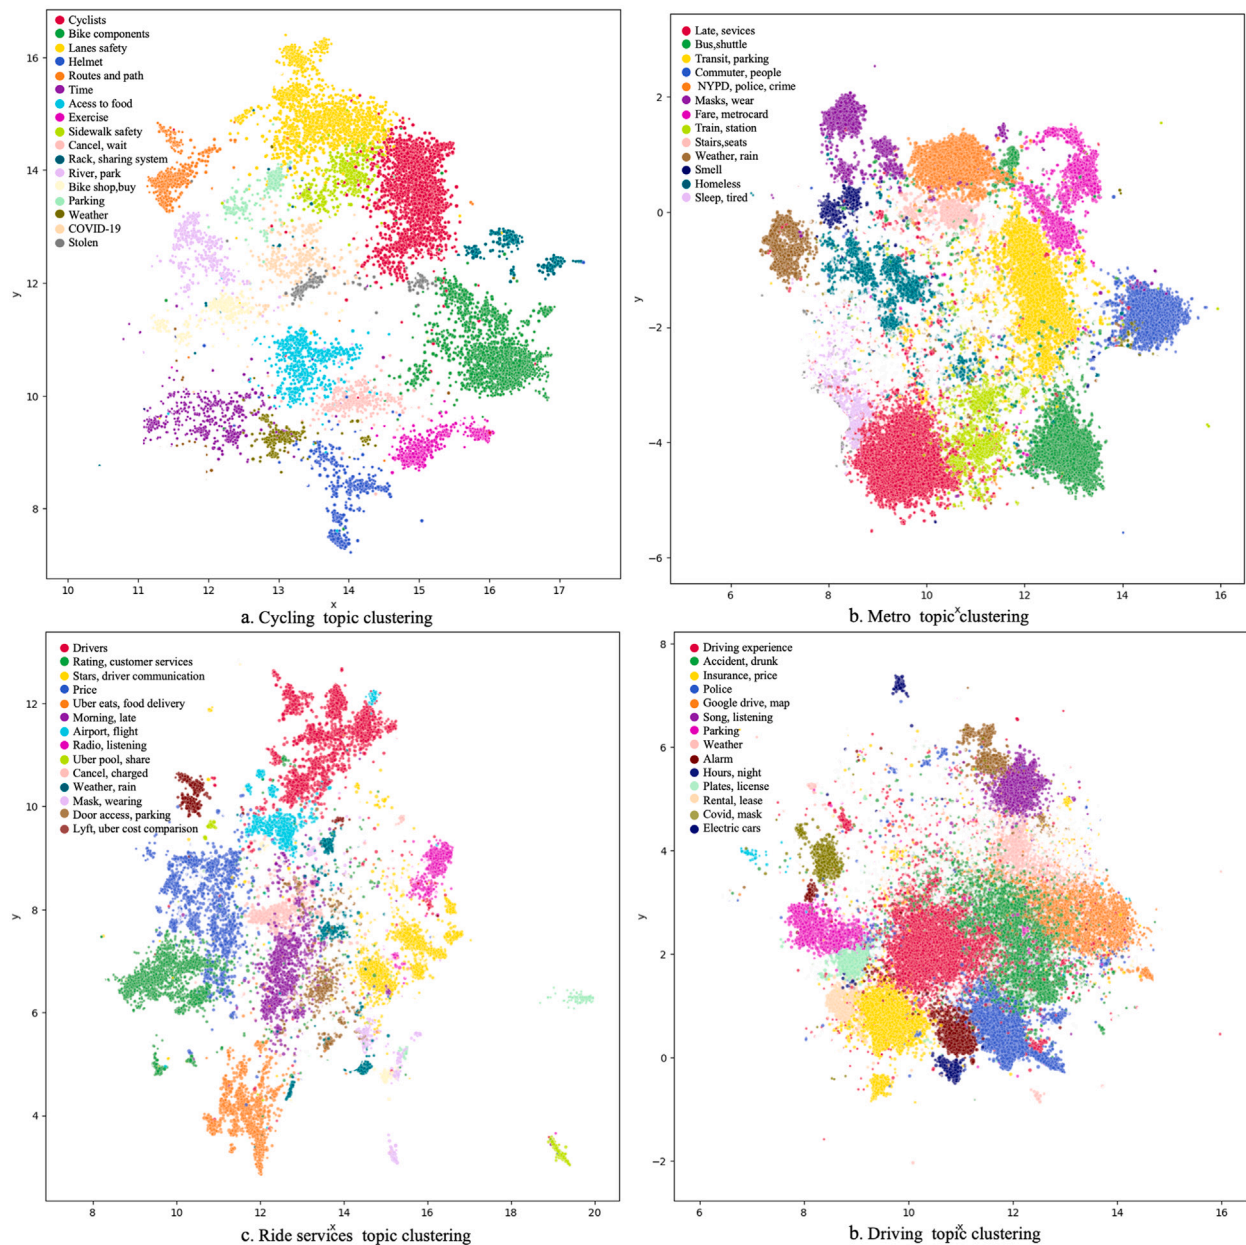 Cyclists
Bike components
Lanes safety
Helmet
Routes and path
Time
Acess to food
Exercise
Sidewalk safety
Cancel, wait
Rack, sharing system
River, park
Bike shop,buy
Parking
Weather
COVID-19
Stolen
16
14
12
10
8
y
10 11 12 13 14 15 16 17
x
a. Cycling topic clustering
Late, sevices
Bus,shuttle
Transit, parking
Commuter, people
NYPD, police, crime
Masks, wear
Fare, metrocard
Train, station
Stairs,seats
Weather, rain
Smell
Homeless
Sleep, tired
2
0
−2
−4
−6
y
6 8 10 12 14 16
x
b. Metro topic clustering
Drivers
Rating, customer services
Stars, driver communication
Price
Uber eats, food delivery
Morning, late
Airport, flight
Radio, listening
Uber pool, share
Cancel, charged
Weather, rain
Mask, wearing
Door access, parking
Lyft, uber cost comparison
12
10
8
6
4
y
8 10 12 14 16 18 20
x
c. Ride services topic clustering
Driving experience
Accident, drunk
Insurance, price
Police
Google drive, map
Song, listening
Parking
Weather
Alarm
Hours, night
Plates, license
Rental, lease
Covid, mask
Electric cars
8
6
4
2
0
−2
y
6 8 10 12 14 16
x
b. Driving topic clustering